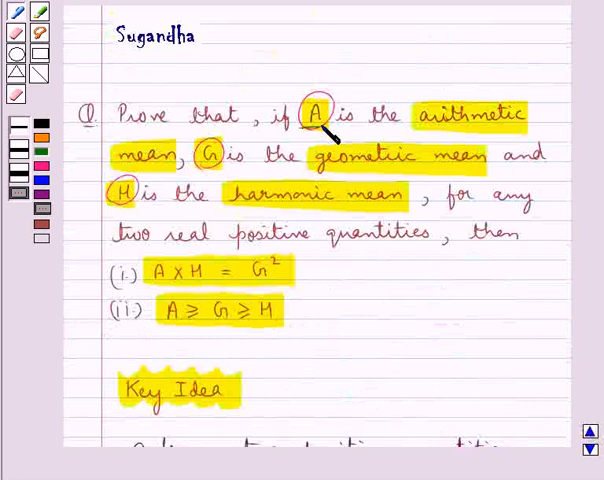 Sugandha
Q. Prove that, if A is the arithmetic
mean, G is the geometric mean and
H is the harmonic mean, for any
two real positive quantities, then
(i.) A × H = G²
(ii.) A ⩾ G ⩾ H
Key Idea